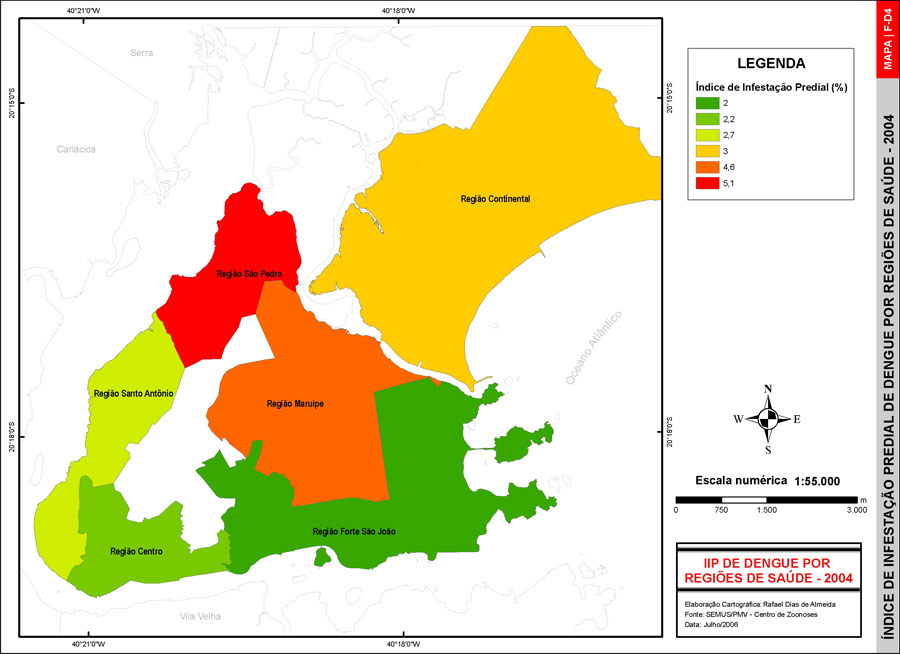 40°21'0"W
40°18'0"W
20°15'0"S
20°15'0"S
Serra
Cariacica
Região Continental
Região São Pedro
Oceano Atlântico
Região Santo Antônio
Região Maruipe
20°18'0"S
20°18'0"S
Região Forte São João
Região Centro
Vila Velha
40°21'0"W
40°18'0"W
LEGENDA
Índice de Infestação Predial (%)
2
2,2
2,7
3
4,6
5,1
N
W E
S
Escala numérica 1:55.000
m
0 750 1.500 3.000
IIP DE DENGUE POR
REGIÕES DE SAÚDE - 2004
Elaboração Cartográfica: Rafael Dias de Almeida
Fonte: SEMUS/PMV - Centro de Zoonoses
Data: Julho/2006
MAPA | F-D4
ÍNDICE DE INFESTAÇÃO PREDIAL DE DENGUE POR REGIÕES DE SAÚDE - 2004